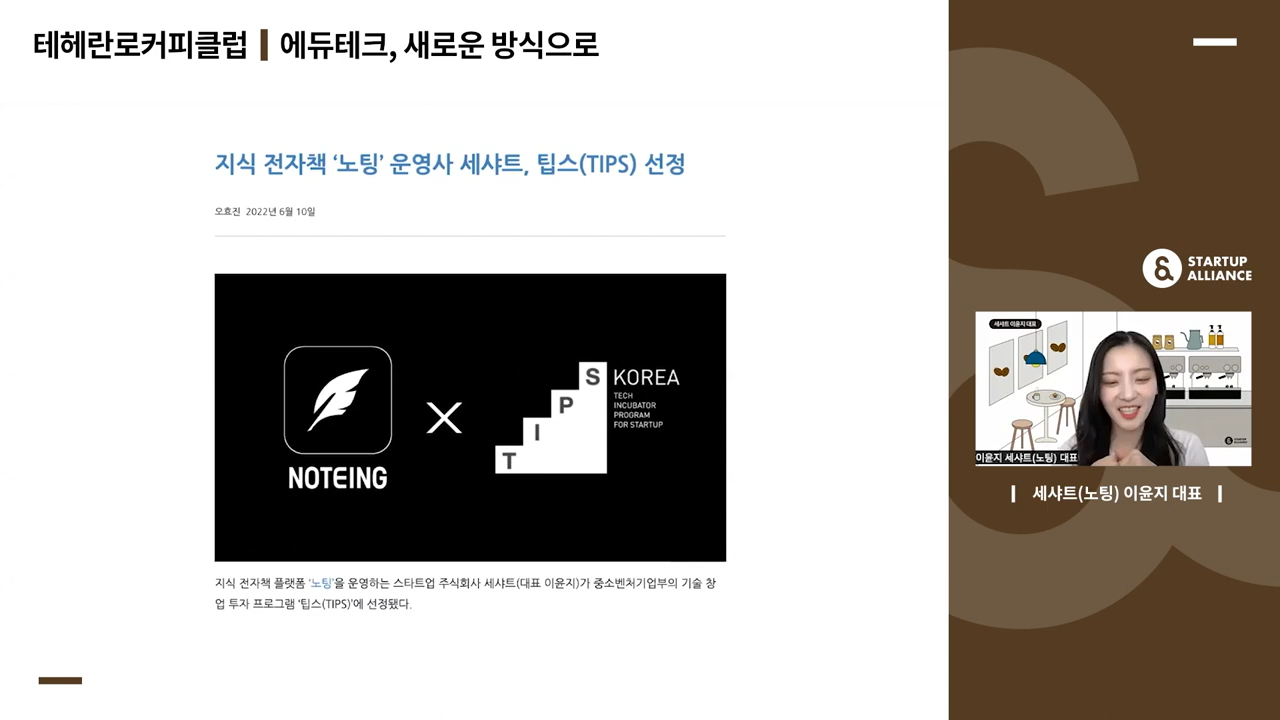 테헤란로커피클럽 | 에듀테크, 새로운 방식으로
지식 전자책 ‘노팅’ 운영사 세샤트, 팁스(TIPS) 선정
오효진 2022년 6월 10일
NOTEING
X
T I P S
KOREA
TECH
INCUBATOR
PROGRAM
FOR STARTUP
지식 전자책 플랫폼 ‘노팅’을 운영하는 스타트업 주식회사 세샤트(대표 이윤지)가 중소벤처기업부의 기술 창
업 투자 프로그램 ‘팁스(TIPS)’에 선정됐다.
STARTUP
ALLIANCE
세샤트 이윤지 대표
STARTUP
ALLIANCE
이윤지 세샤트(노팅) 대표
| 세샤트(노팅) 이윤지 대표 |